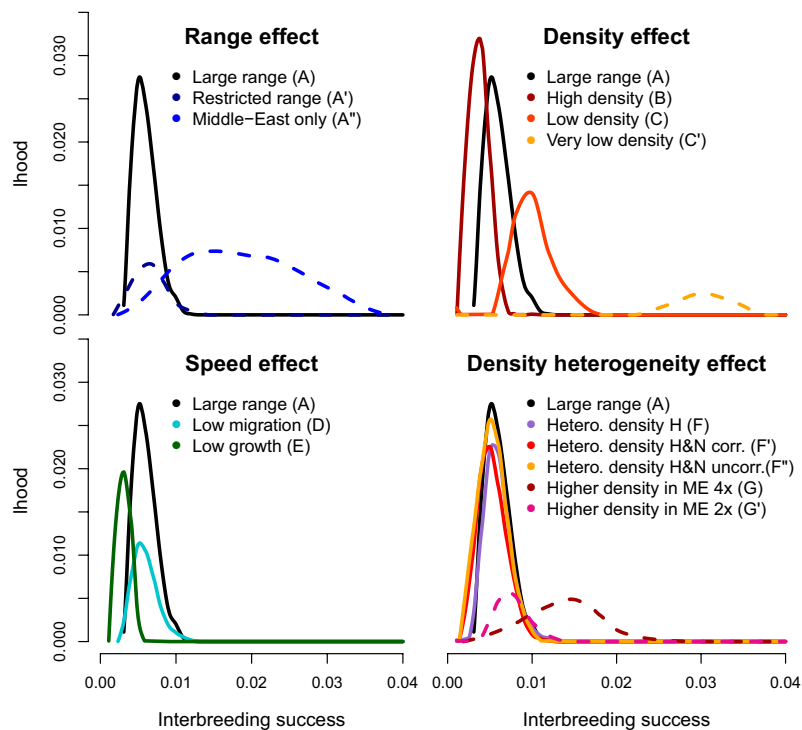 Range effect
Large range (A)
Restricted range (A')
Middle−East only (A")
lhood
0.000
0.010
0.020
0.030
Density effect
Large range (A)
High density (B)
Low density (C)
Very low density (C')
Speed effect
Large range (A)
Low migration (D)
Low growth (E)
lhood
0.000
0.010
0.020
0.030
0.00
0.01
0.02
0.03
0.04
Interbreeding success
Density heterogeneity effect
Large range (A)
Hetero. density H (F)
Hetero. density H&N corr. (F')
Hetero. density H&N uncorr.(F")
Higher density in ME 4x (G)
Higher density in ME 2x (G')
0.00
0.01
0.02
0.03
0.04
Interbreeding success